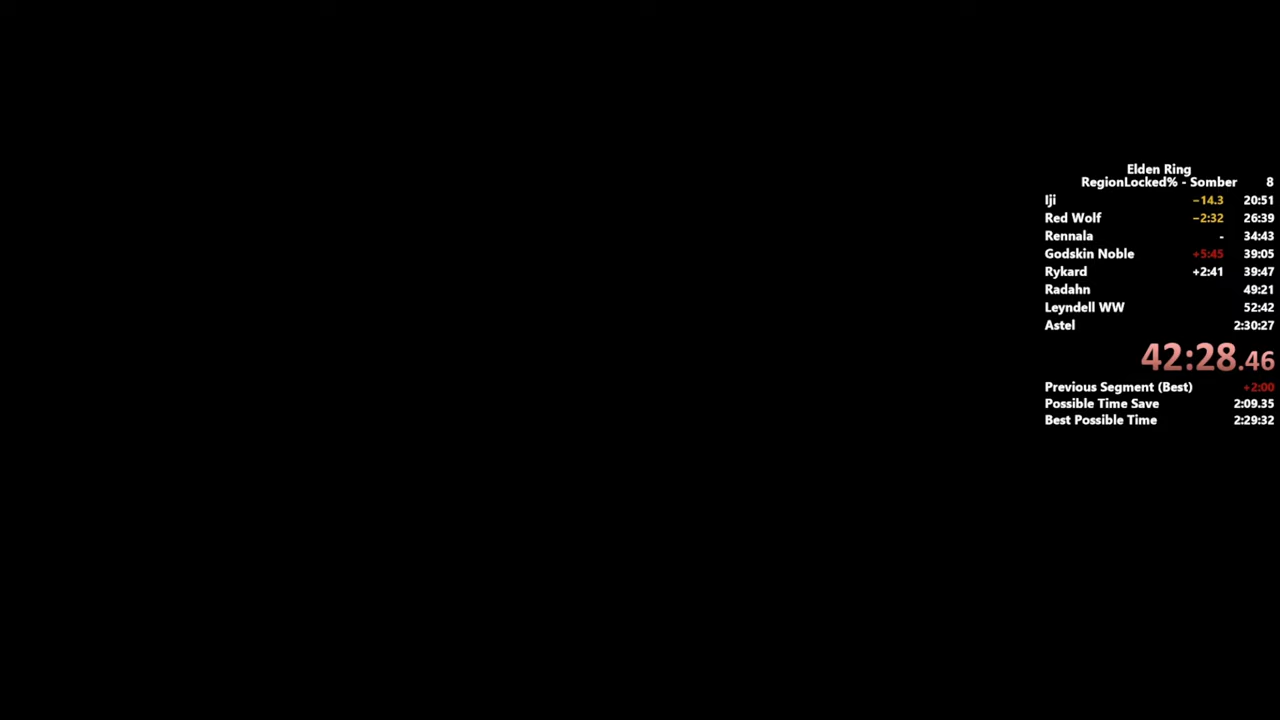 Elden Ring
RegionLocked% - Somber 8
Iji −14.3 20:51
Red Wolf −2:32 26:39
Rennala - 34:43
Godskin Noble +5:45 39:05
Rykard +2:41 39:47
Radahn 49:21
Leyndell WW 52:42
Astel 2:30:27
42:28.46
Previous Segment (Best) +2:00
Possible Time Save 2:09.35
Best Possible Time 2:29:32